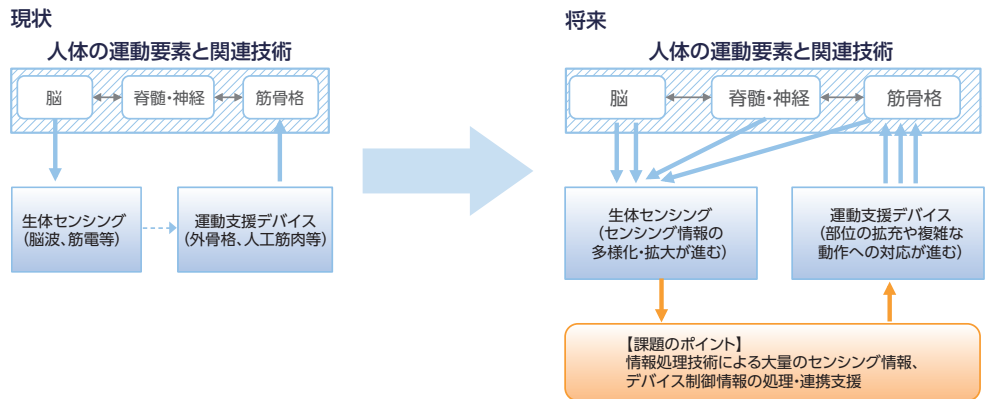 現状
人体の運動要素と関連技術
脳
脊髄・神経
筋骨格
生体センシング
(脳波、筋電等)
運動支援デバイス
(外骨格、人工筋肉等)
将来
人体の運動要素と関連技術
脳
脊髄・神経
筋骨格
生体センシング
(センシング情報の
多様化・拡大が進む)
運動支援デバイス
(部位の拡充や複雑な
動作への対応が進む)
【課題のポイント】
情報処理技術による大量のセンシング情報、
デバイス制御情報の処理・連携支援